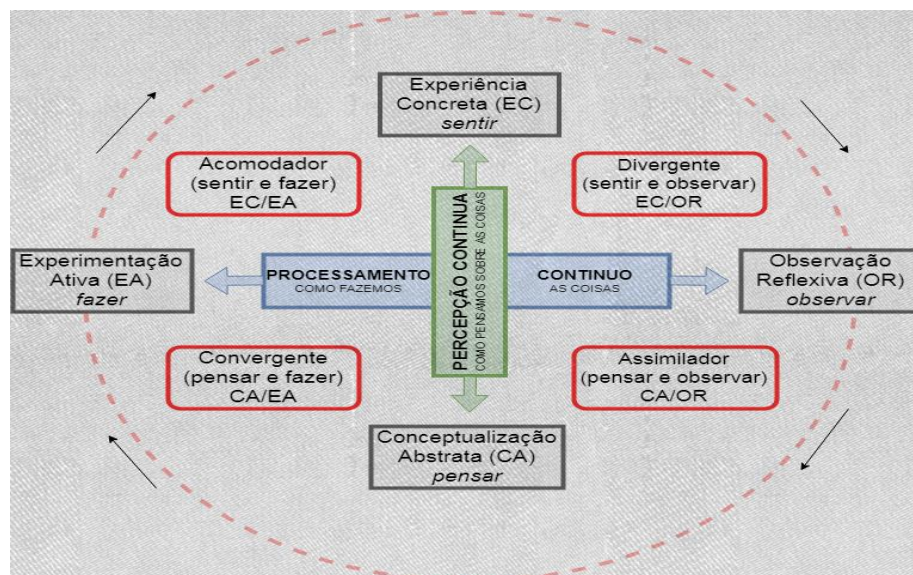 Experiência
Concreta (EC)
sentir
Acomodador
(sentir e fazer)
EC/EA
Divergente
(sentir e observar)
EC/OR
Experimentação
Ativa (EA)
fazer
PROCESSAMENTO
COMO FAZEMOS
PERCEPÇÃO CONTINUA
COMO PENSAMOS SOBRE AS COISAS
CONTINUO
AS COISAS
Observação
Reflexiva (OR)
observar
Convergente
(pensar e fazer)
CA/EA
Assimilador
(pensar e observar)
CA/OR
Conceptualização
Abstrata (CA)
pensar